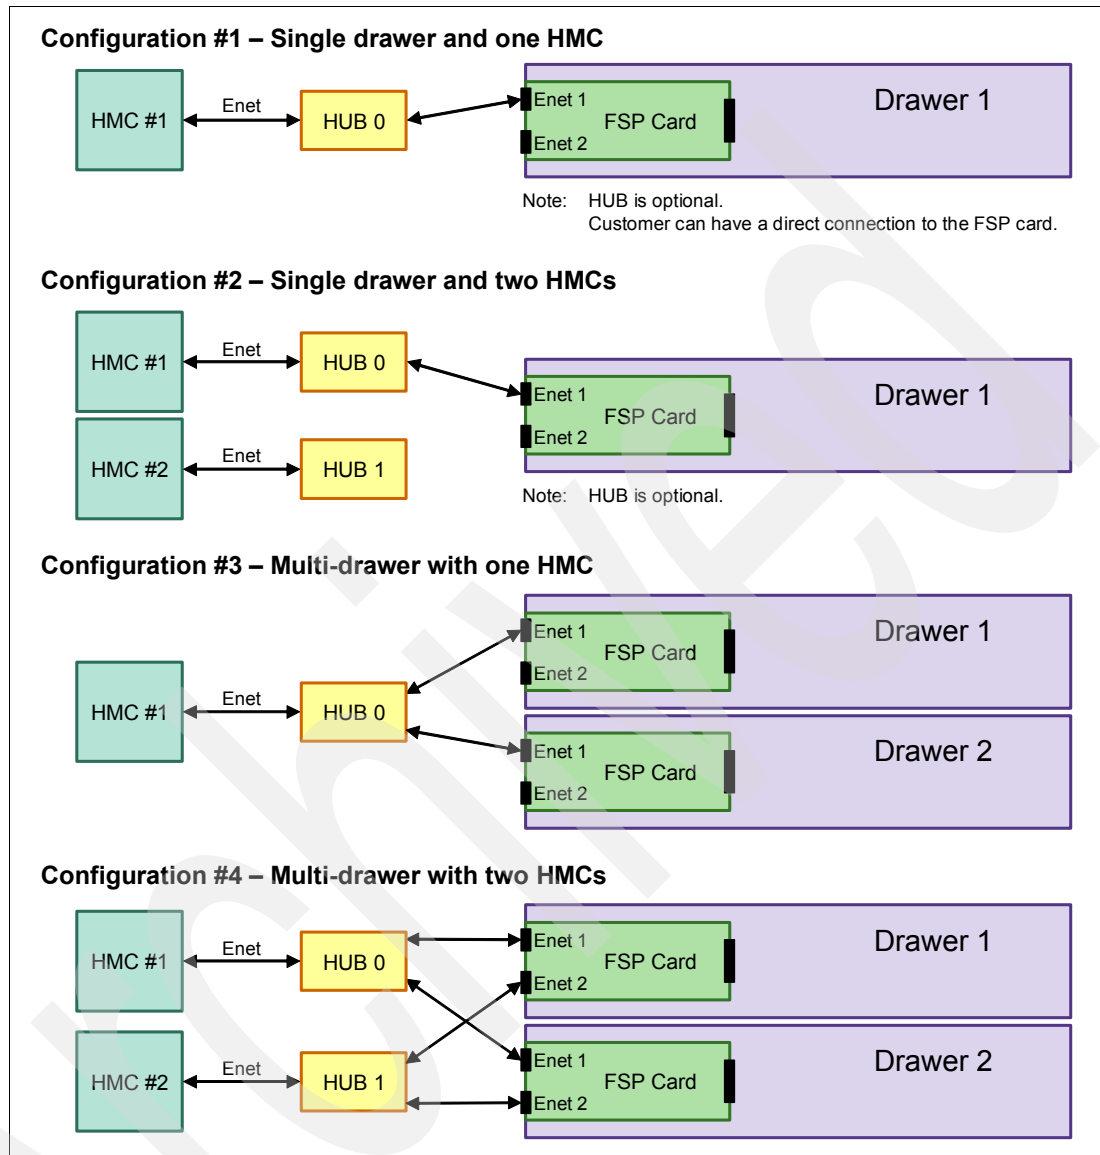 Configuration #1 – Single drawer and one HMC
HMC #1
Enet
HUB 0
Enet 1
Enet 2
FSP Card
Drawer 1
Note: HUB is optional.
Customer can have a direct connection to the FSP card.
Configuration #2 – Single drawer and two HMCs
HMC #1
Enet
HUB 0
HMC #2
Enet
HUB 1
Enet 1
Enet 2
FSP Card
Drawer 1
Note: HUB is optional.
Configuration #3 – Multi-drawer with one HMC
HMC #1
Enet
HUB 0
Enet 1
Enet 2
FSP Card
Drawer 1
Enet 1
Enet 2
FSP Card
Drawer 2
Configuration #4 – Multi-drawer with two HMCs
HMC #1
Enet
HUB 0
Enet 1
Enet 2
FSP Card
Drawer 1
HMC #2
Enet
HUB 1
Enet 1
Enet 2
FSP Card
Drawer 2
rchived